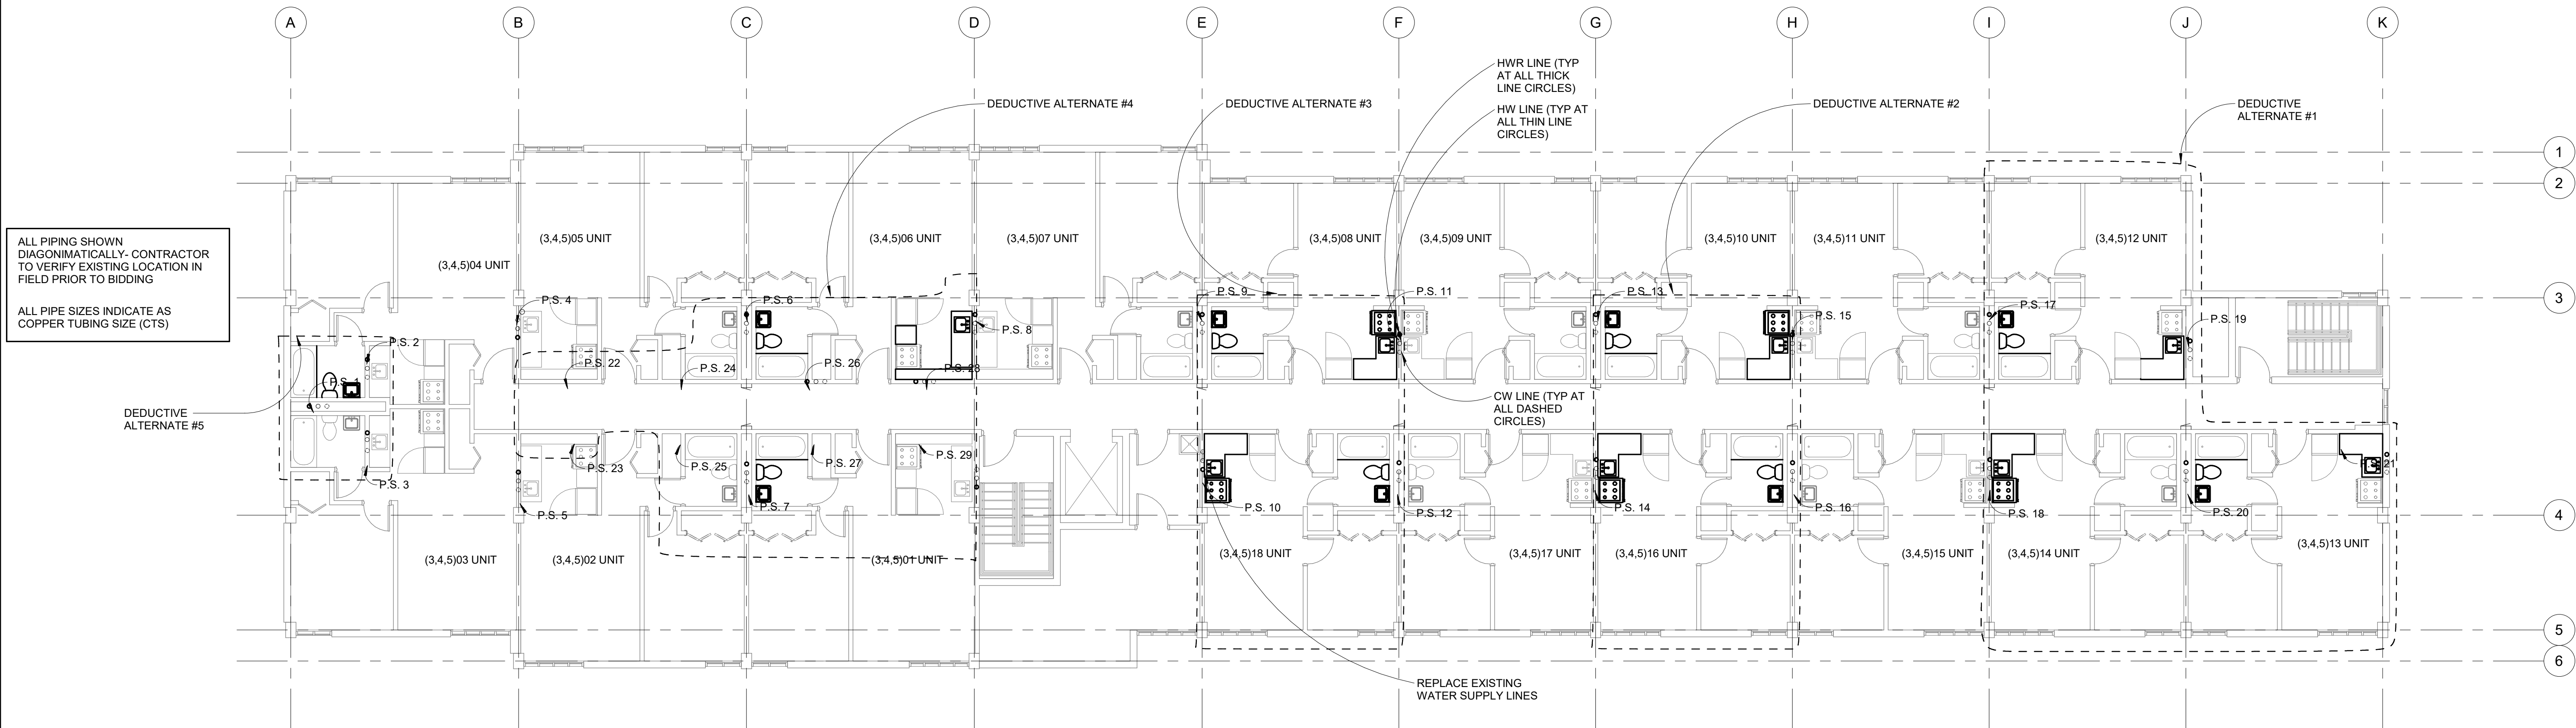 A
B
C
D
E
F
G
H
I
J
K
HWR LINE (TYP
AT ALL THICK
LINE CIRCLES)
HW LINE (TYP AT
ALL THIN LINE
CIRCLES)
DEDUCTIVE ALTERNATE #4
DEDUCTIVE ALTERNATE #3
DEDUCTIVE ALTERNATE #2
DEDUCTIVE
ALTERNATE #1
1
2
3
4
5
6
ALL PIPING SHOWN
DIAGONIMATICALLY- CONTRACTOR
TO VERIFY EXISTING LOCATION IN
FIELD PRIOR TO BIDDING
ALL PIPE SIZES INDICATE AS
COPPER TUBING SIZE (CTS)
(3,4,5)04 UNIT
(3,4,5)05 UNIT
(3,4,5)06 UNIT
(3,4,5)07 UNIT
(3,4,5)08 UNIT
(3,4,5)09 UNIT
(3,4,5)10 UNIT
(3,4,5)11 UNIT
(3,4,5)12 UNIT
P.S. 4
P.S. 6
P.S. 9
P.S. 11
P.S. 13
P.S. 17
P.S. 2
P.S. 8
P.S. 15
P.S. 19
P.S. 1
P.S. 22
P.S. 24
P.S. 26
P.S. 28
DEDUCTIVE
ALTERNATE #5
CW LINE (TYP AT
ALL DASHED
CIRCLES)
P.S. 3
P.S. 23
P.S. 25
P.S. 27
P.S. 29
P.S. 21
P.S. 5
P.S. 7
P.S. 10
P.S. 12
P.S. 14
P.S. 16
P.S. 18
P.S. 20
(3,4,5)03 UNIT
(3,4,5)02 UNIT
(3,4,5)01 UNIT
(3,4,5)18 UNIT
(3,4,5)17 UNIT
(3,4,5)16 UNIT
(3,4,5)15 UNIT
(3,4,5)14 UNIT
(3,4,5)13 UNIT
REPLACE EXISTING
WATER SUPPLY LINES